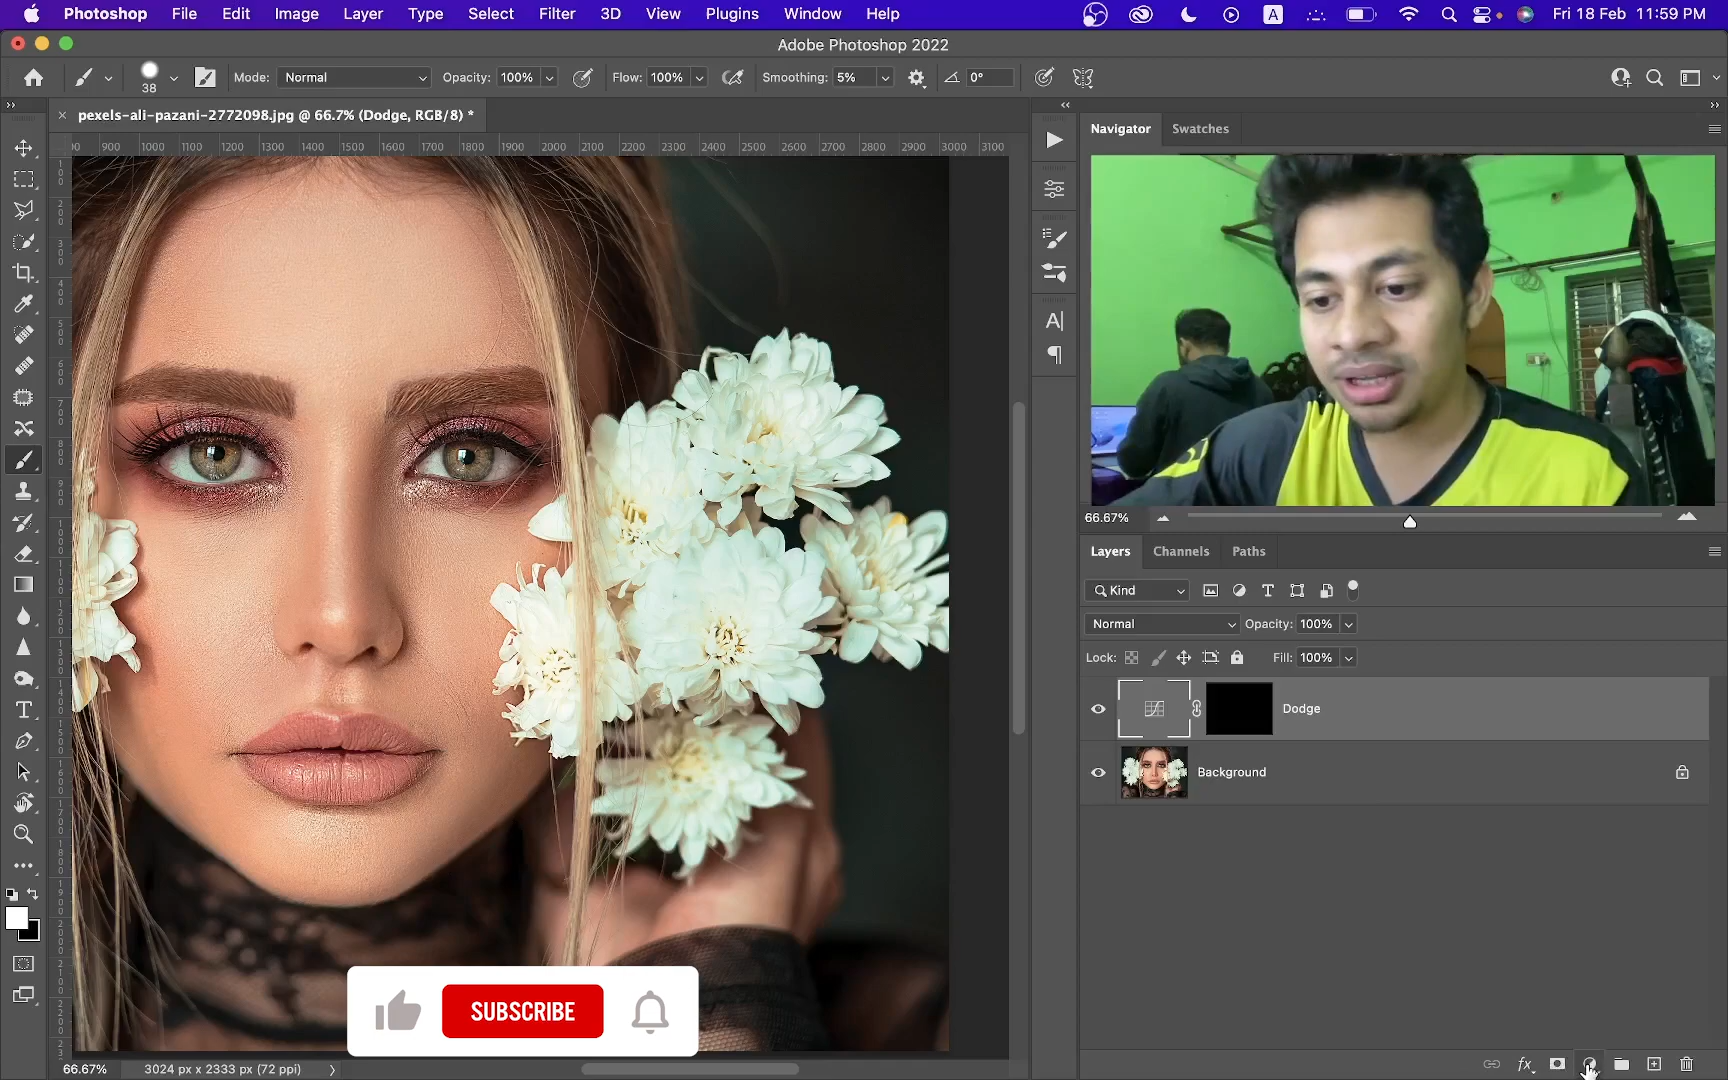 Photoshop File Edit Image Layer Type Select Filter 3D View Plugins Window Help A Fri 18 Feb 11:59 PM
Adobe Photoshop 2022
38 Mode: Normal Opacity: 100% Flow: 100% Smoothing: 5% 0°
pexels-ali-pazani-2772098.jpg @ 66.7% (Dodge, RGB/8) *
900 1000 1100 1200 1300 1400 1500 1600 1700 1800 1900 2000 2100 2200 2300 2400 2500 2600 2700 2800 2900 3000 3100
Navigator Swatches
66.67%
Layers Channels Paths
Kind
Normal Opacity: 100%
Lock: Fill: 100%
Dodge
Background
SUBSCRIBE
66.67% 3024 px x 2333 px (72 ppi)
fx